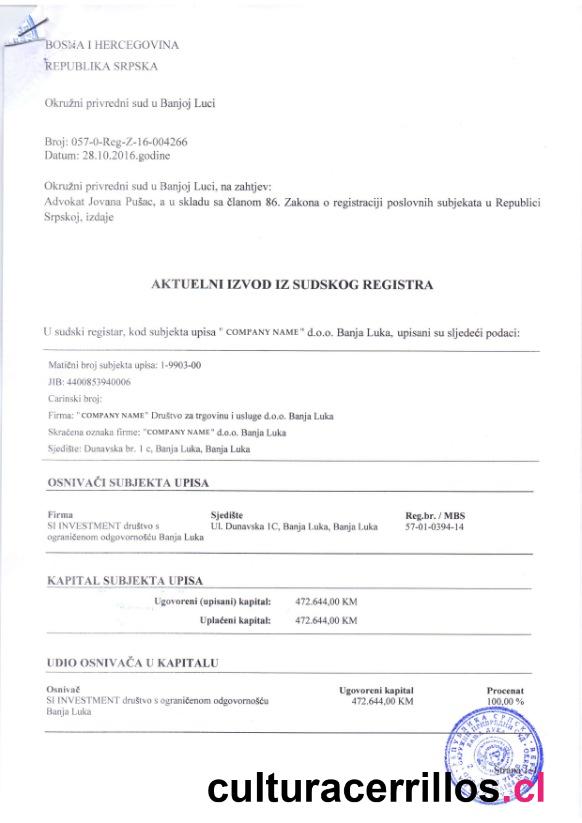 BOSNA I HERCEGOVINA
REPUBLIKA SRPSKA
Okružni privredni sud u Banjoj Luci
Broj: 057-0-Reg-Z-16-004266
Datum: 28.10.2016.godine
Okružni privredni sud u Banjoj Luci, na zahtjev:
Advokat Jovana Pušac, a u skladu sa članom 86. Zakona o registraciji poslovnih subjekata u Republici
Srpskoj, izdaje
AKTUELNI IZVOD IZ SUDSKOG REGISTRA
U sudski registar, kod subjekta upisa " COMPANY NAME" d.o.o. Banja Luka, upisani su sljedeći podaci:
Matični broj subjekta upisa: 1-9903-00
JIB: 4400853940006
Carinski broj:
Firma: "COMPANY NAME" Društvo za trgovinu i usluge d.o.o. Banja Luka
Skraćena oznaka firme: "COMPANY NAME" d.o.o. Banja Luka
Sjedište: Dunavska br. 1 c, Banja Luka, Banja Luka
OSNIVAČI SUBJEKTA UPISA
Firma Sjedište Reg.br. / MBS
SI INVESTMENT društvo s Ul. Dunavska 1C, Banja Luka, Banja Luka 57-01-0394-14
ograničenom odgovornošću Banja Luka
KAPITAL SUBJEKTA UPISA
Ugovoreni (upisani) kapital: 472.644,00 KM
Uplaćeni kapital: 472.644,00 KM
UDIO OSNIVAČA U KAPITALU
Osnivač Ugovoreni kapital Procenat
SI INVESTMENT društvo s ograničenom odgovornošću 472.644,00 KM 100,00 %
Banja Luka
culturacerrillos.cl